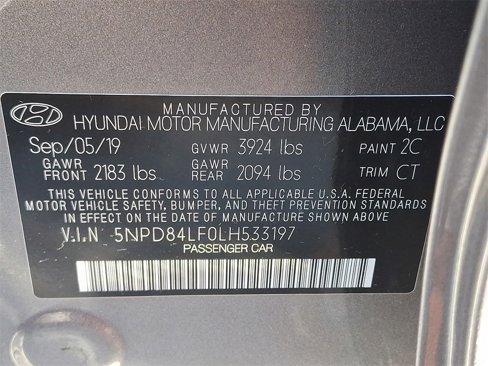 MANUFACTURED BY
HYUNDAI MOTOR MANUFACTURING ALABAMA, LLC
Sep/05/19 GVWR 3924 lbs PAINT 2C
GAWR FRONT 2183 lbs GAWR REAR 2094 lbs TRIM CT
THIS VEHICLE CONFORMS TO ALL APPLICABLE U.S.A. FEDERAL
MOTOR VEHICLE SAFETY, BUMPER, AND THEFT PREVENTION STANDARDS
IN EFFECT ON THE DATE OF MANUFACTURE SHOWN ABOVE.
V.I.N 5NPD84LF0LH533197
PASSENGER CAR